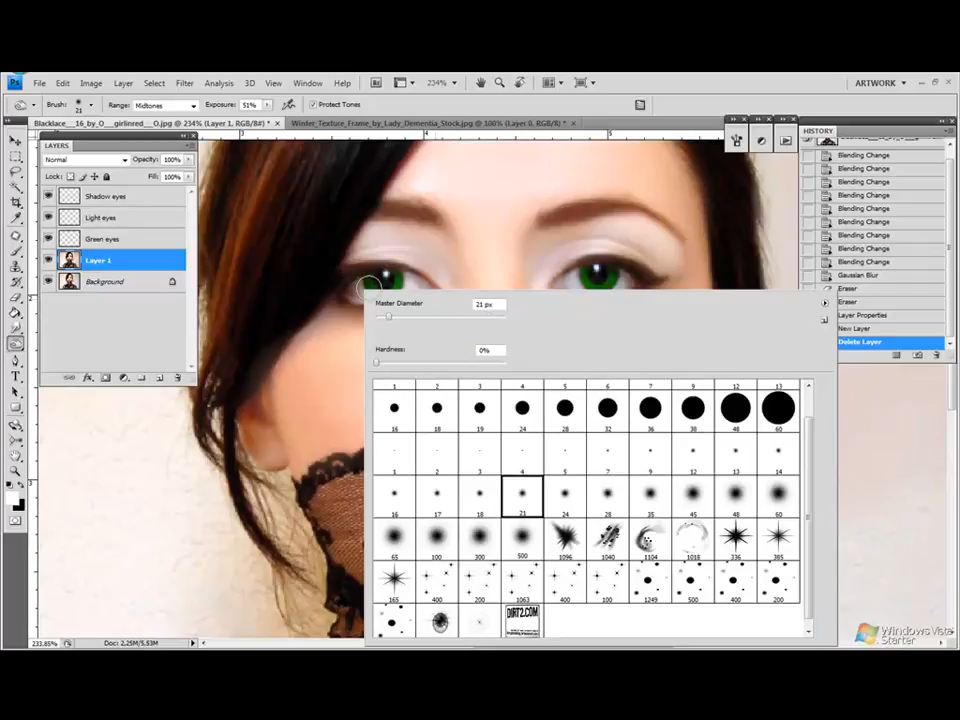 Ps File Edit Image Layer Select Filter Analysis 3D View Window Help Br 234% ARTWORK
Brush: 21 Range: Midtones Exposure: 51% Protect Tones
Blacklace__16_by_O__girlinred__O.jpg @ 234% (Layer 1, RGB/8#) * × Winter_Texture_Frame_by_Lady_Dementia_Stock.jpg @ 100% (Layer 0, RGB/8) * ×
4 5
LAYERS
Normal Opacity: 100%
Lock: Fill: 100%
Shadow eyes
Light eyes
Green eyes
Layer 1
Background
HISTORY
Blending Change
Blending Change
Blending Change
Blending Change
Blending Change
Blending Change
Blending Change
Blending Change
Blending Change
Gaussian Blur
Eraser
Eraser
Layer Properties
New Layer
Delete Layer
Master Diameter 21 px
Hardness: 0%
1 2 3 4 5 6 7 9 12 13
16 18 19 24 28 32 36 38 48 60
1 2 3 4 5 7 9 12 13 14
16 17 18 21 24 28 35 45 48 60
65 100 300 500 1096 1040 1104 1018 336 385
165 400 200 1063 400 100 1249 500 400 200
DIRT2.COM
233.85% Doc: 2.25M/5.53M
Windows Vista
Starter